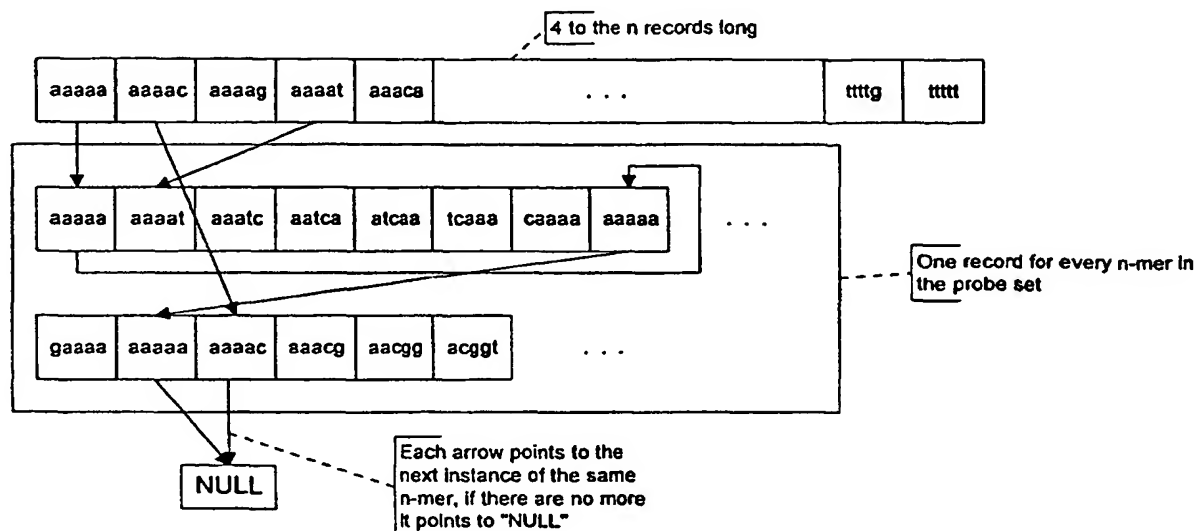 4 to the n records long
aaaaa aaaac aaaag aaaat aaaca . . . ttttg ttttt
aaaaa aaaat aaatc aatca atcaa tcaaa caaaa aaaaa . . .
One record for every n-mer in
the probe set
gaaaa aaaaa aaaac aaacg aacgg acggt . . .
Each arrow points to the
next instance of the same
n-mer, if there are no more
it points to "NULL"
NULL